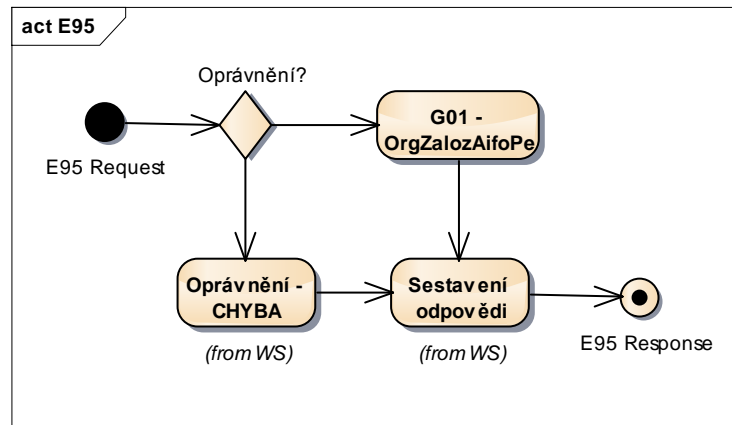 act E95
Oprávnění?
G01 -
OrgZalozAifoPe
E95 Request
Oprávnění -
CHYBA
Sestavení
odpovědi
(from WS)
(from WS)
E95 Response